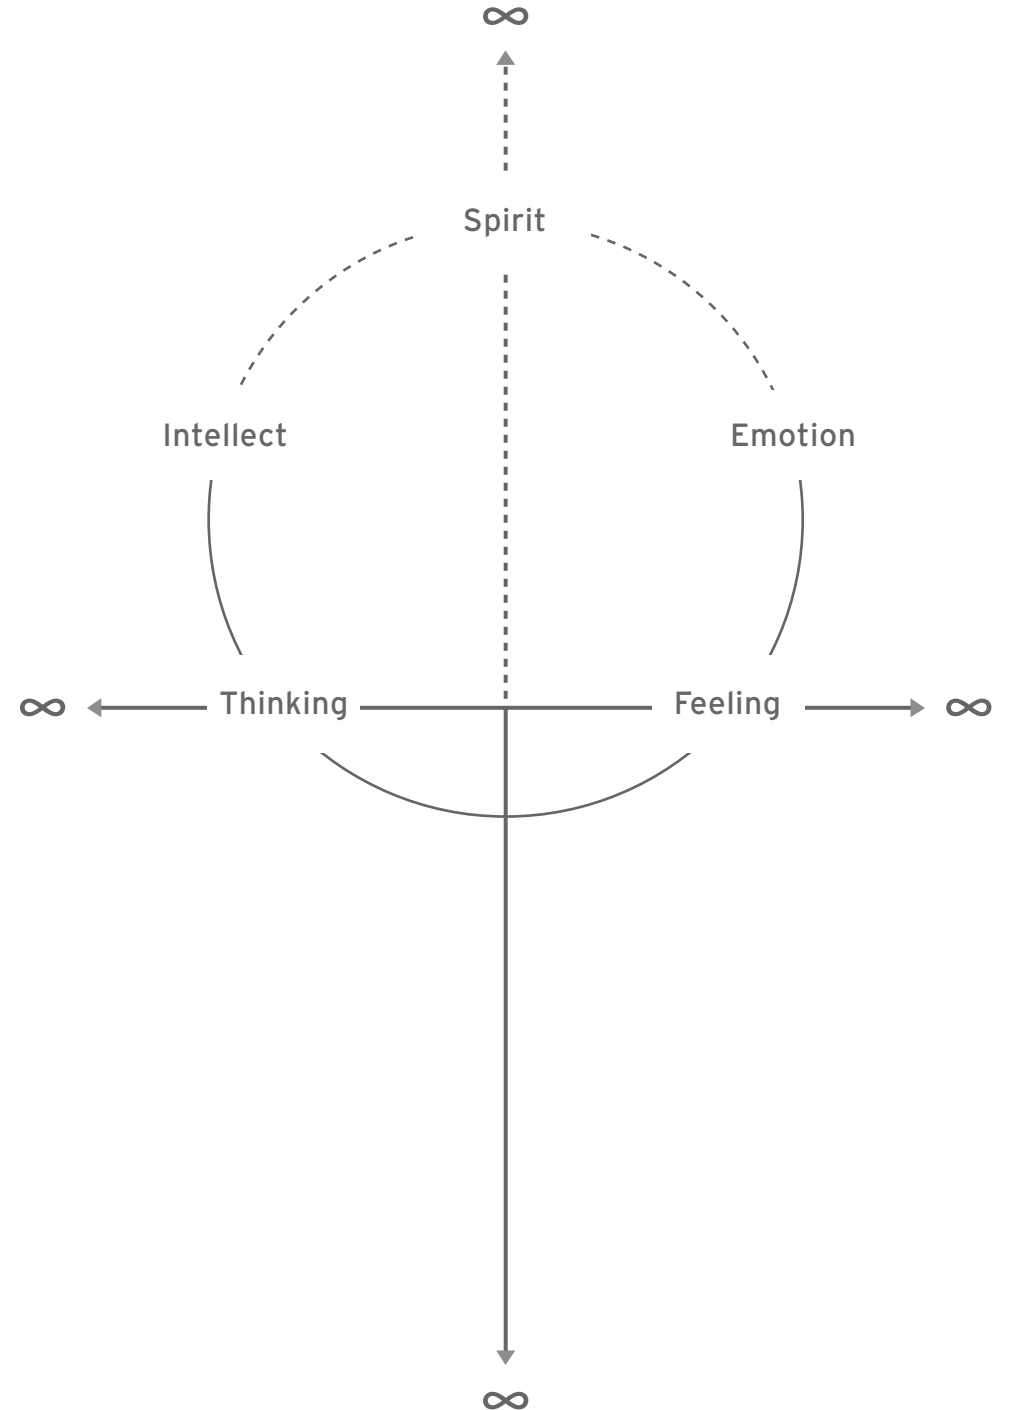 ∞
Spirit
Intellect
Emotion
∞
Thinking
Feeling
∞
∞